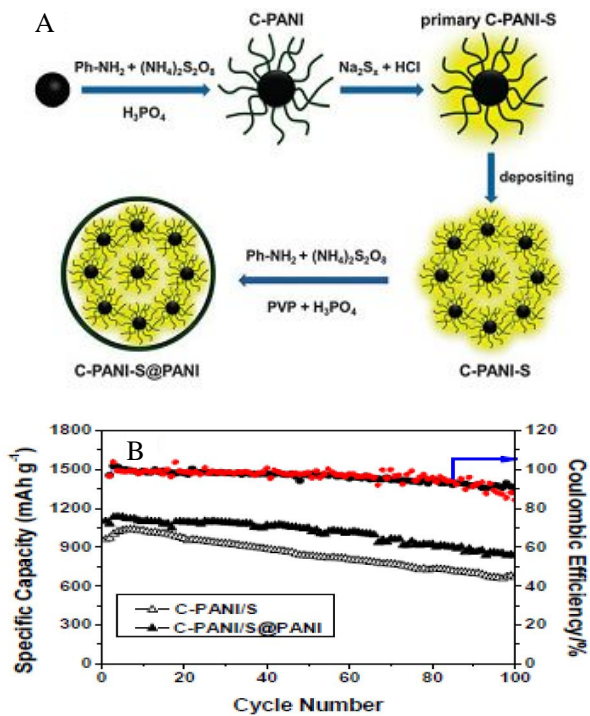 A
C-PANI
primary C-PANI-S
Ph-NH₂ + (NH₄)₂S₂O₈
H₃PO₄
Na₂Sₓ + HCl
depositing
Ph-NH₂ + (NH₄)₂S₂O₈
PVP + H₃PO₄
C-PANI-S@PANI
C-PANI-S
B
Specific Capacity (mAh g⁻¹)
1800
1500
1200
900
600
300
0
C-PANI/S
C-PANI/S@PANI
120
100
80
60
40
20
0
Coulombic Efficiency/%
0
20
40
60
80
100
Cycle Number